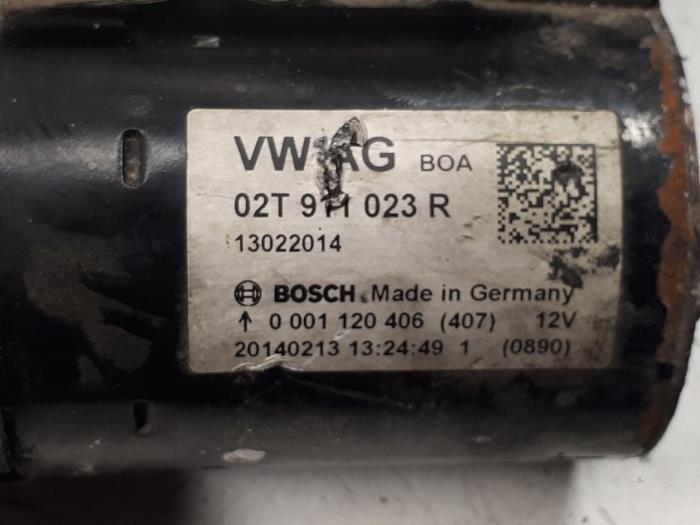 VW AG BOA
02T 911 023 R
13022014
BOSCH Made in Germany
↑ 0 001 120 406 (407) 12V
20140213 13:24:49 1 (0890)